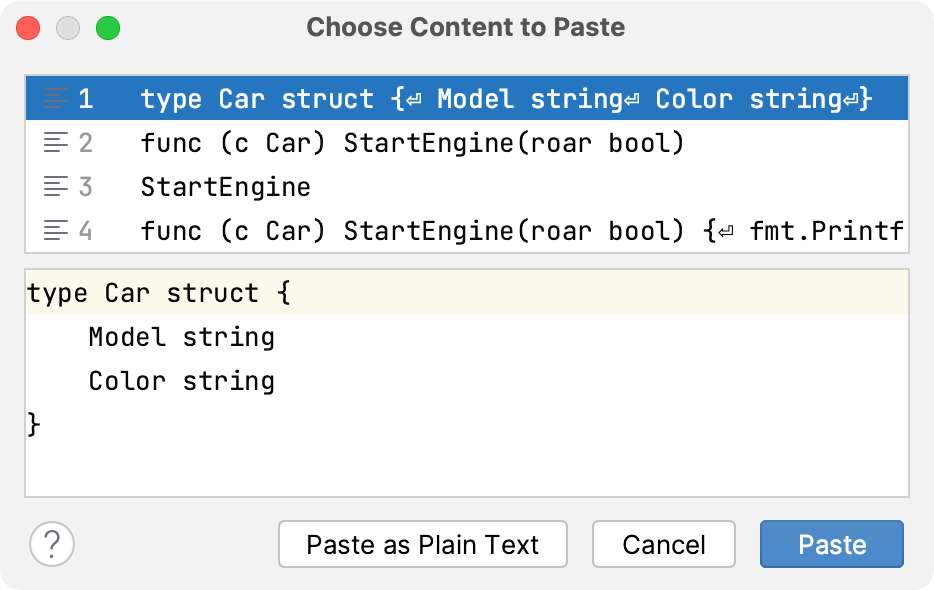 Choose Content to Paste
1 type Car struct {⏎ Model string⏎ Color string⏎}
2 func (c Car) StartEngine(roar bool)
3 StartEngine
4 func (c Car) StartEngine(roar bool) {⏎ fmt.Printf
type Car struct {
    Model string
    Color string
}
? Paste as Plain Text Cancel Paste